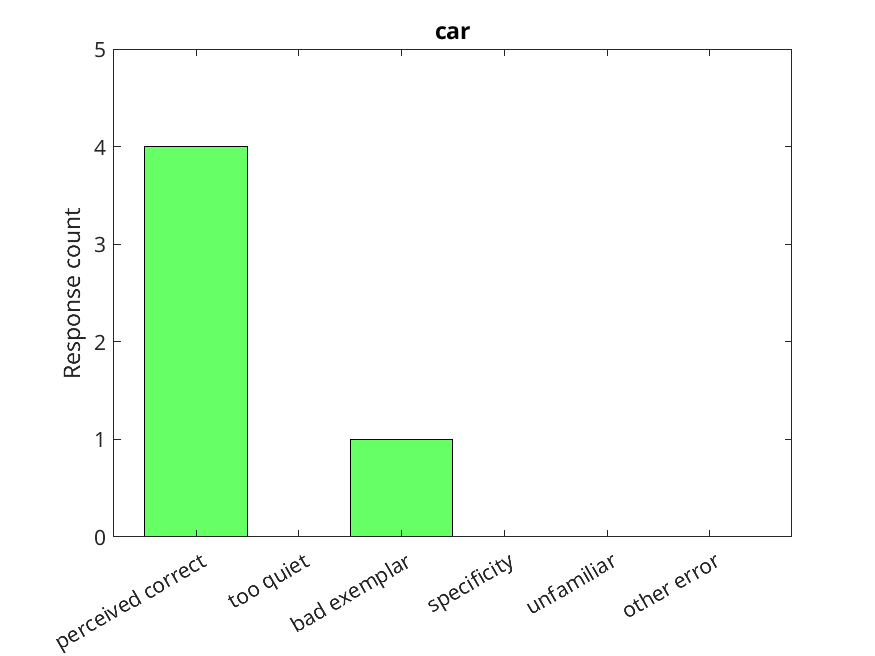 car
5
4
3
2
1
0
Response count
perceived correct
too quiet
bad exemplar
specificity
unfamiliar
other error